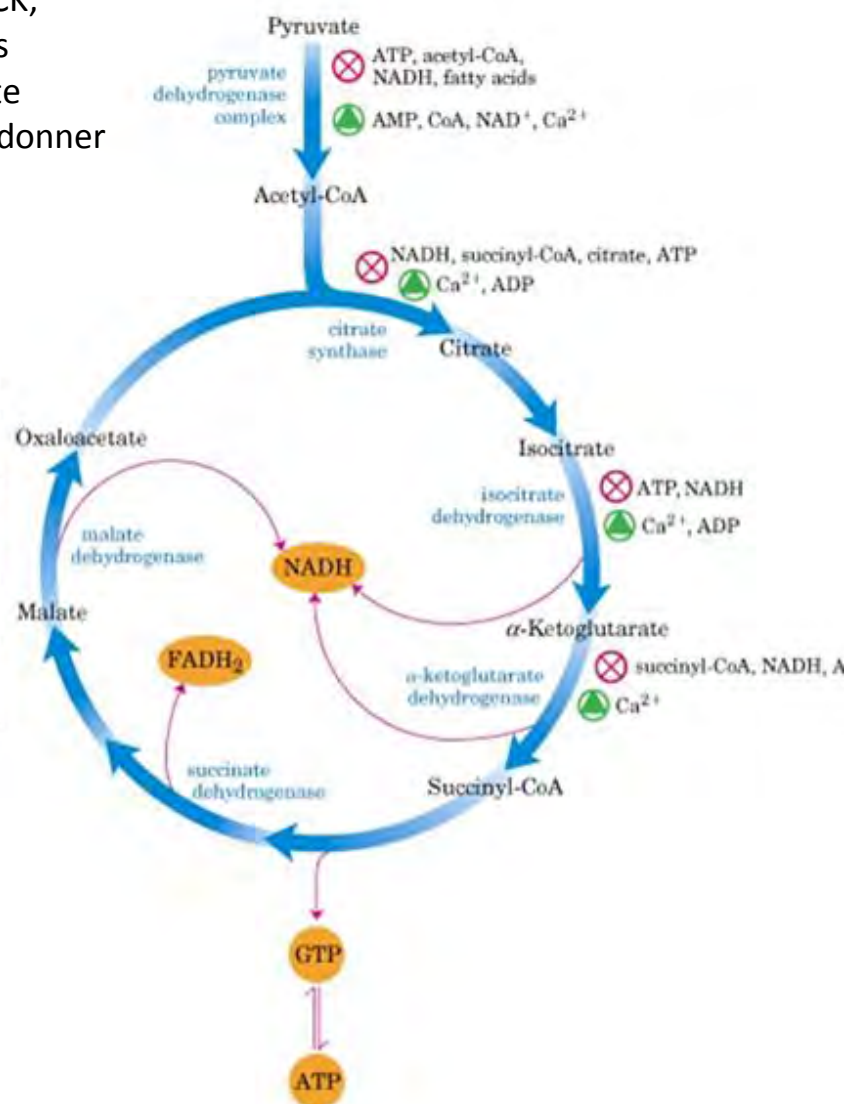 donner
Pyruvate
pyruvate
dehydrogenase
complex
ATP, acetyl-CoA,
NADH, fatty acids
AMP, CoA, NAD⁺, Ca²⁺
Acetyl-CoA
NADH, succinyl-CoA, citrate, ATP
Ca²⁺, ADP
citrate
synthase
Citrate
Oxaloacetate
Isocitrate
isocitrate
dehydrogenase
ATP, NADH
Ca²⁺, ADP
malate
dehydrogenase
NADH
Malate
α-Ketoglutarate
FADH₂
α-ketoglutarate
dehydrogenase
succinyl-CoA, NADH,
Ca²⁺
succinate
dehydrogenase
Succinyl-CoA
GTP
ATP